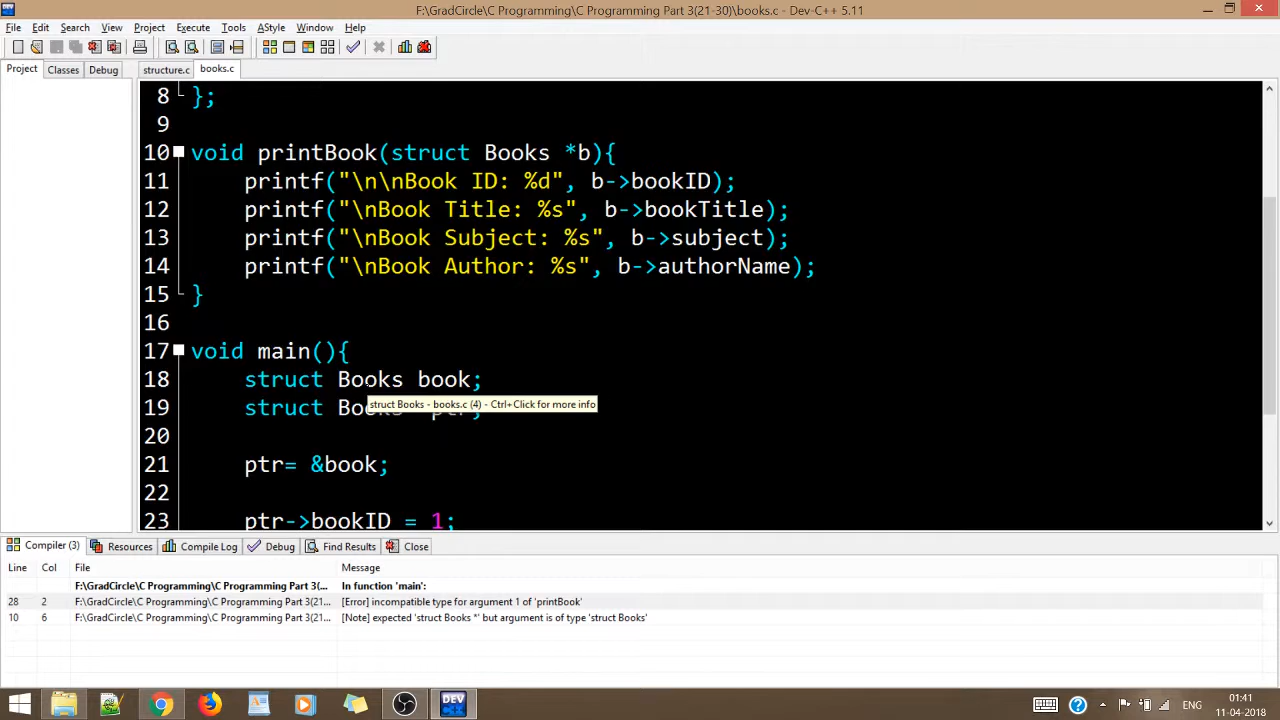 F:\GradCircle\C Programming\C Programming Part 3(21-30)\books.c - Dev-C++ 5.11
File Edit Search View Project Execute Tools AStyle Window Help
Project Classes Debug structure.c books.c
8 };
9
10 void printBook(struct Books *b){
11 printf("\n\nBook ID: %d", b->bookID);
12 printf("\nBook Title: %s", b->bookTitle);
13 printf("\nBook Subject: %s", b->subject);
14 printf("\nBook Author: %s", b->authorName);
15 }
16
17 void main(){
18 struct Books book;
struct Books - books.c (4) - Ctrl+Click for more info
19 struct
20
21 ptr= &book;
22
23 ptr->bookID = 1;
Compiler (3) Resources Compile Log Debug Find Results Close
Line Col File Message
F:\GradCircle\C Programming\C Programming Part 3(... In function 'main':
28 2 F:\GradCircle\C Programming\C Programming Part 3(21... [Error] incompatible type for argument 1 of 'printBook'
10 6 F:\GradCircle\C Programming\C Programming Part 3(21... [Note] expected 'struct Books *' but argument is of type 'struct Books'
DEV
ENG
01:41
11-04-2018